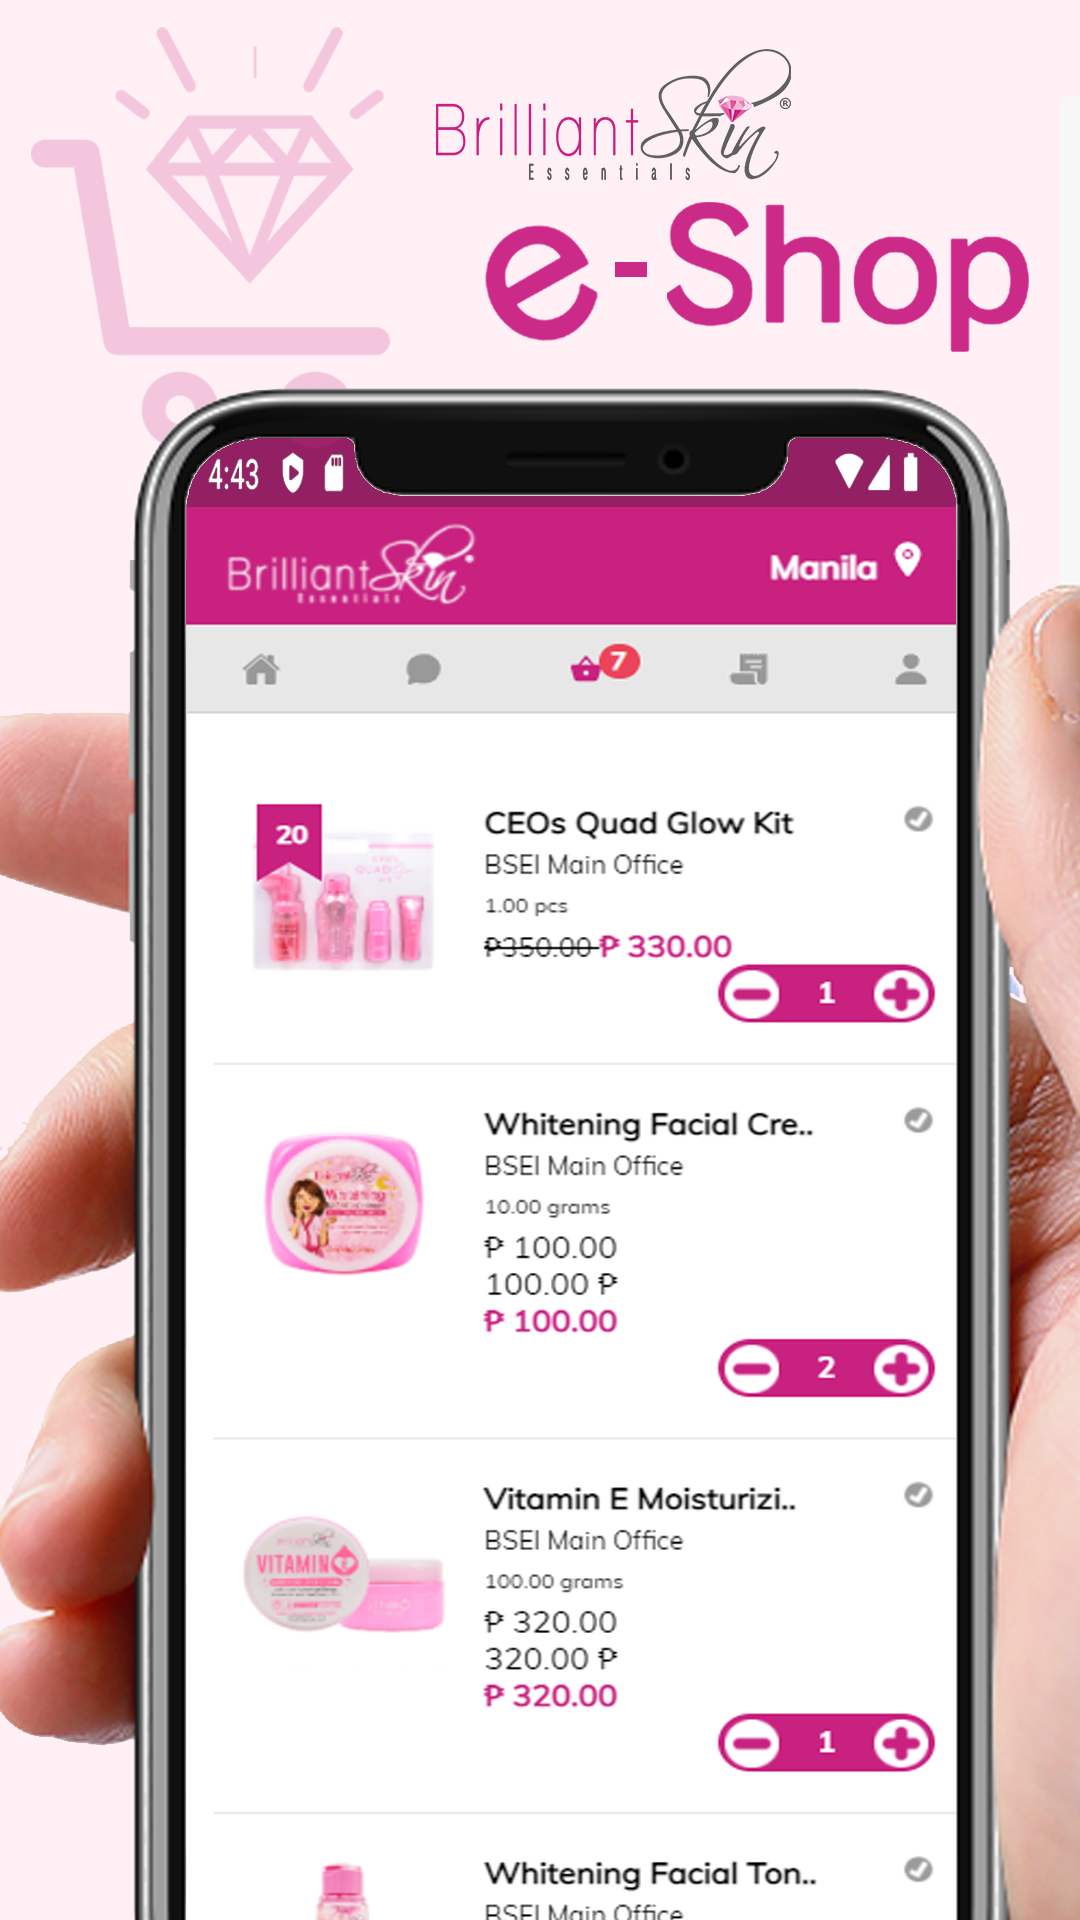 BrilliantSkin®
Essentials
e-Shop
4:43
BrilliantSkin®
Essentials
Manila
7
20
CEOs Quad Glow Kit
BSEI Main Office
1.00 pcs
₱350.00 ₱ 330.00
1
Whitening Facial Cre..
BSEI Main Office
10.00 grams
₱ 100.00
100.00 ₱
₱ 100.00
2
Vitamin E Moisturizi..
BSEI Main Office
VITAMIN E
100.00 grams
₱ 320.00
320.00 ₱
₱ 320.00
1
Whitening Facial Ton..
BSEI Main Office